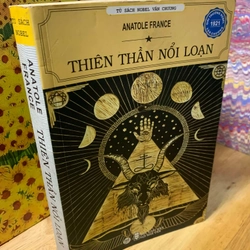 TỦ SÁCH NOBEL VĂN CHƯƠNG
ANATOLE FRANCE
THIÊN THẦN NỔI LOẠN
1921
ANATOLE FRANCE
THIÊN THẦN NỔI LOẠN